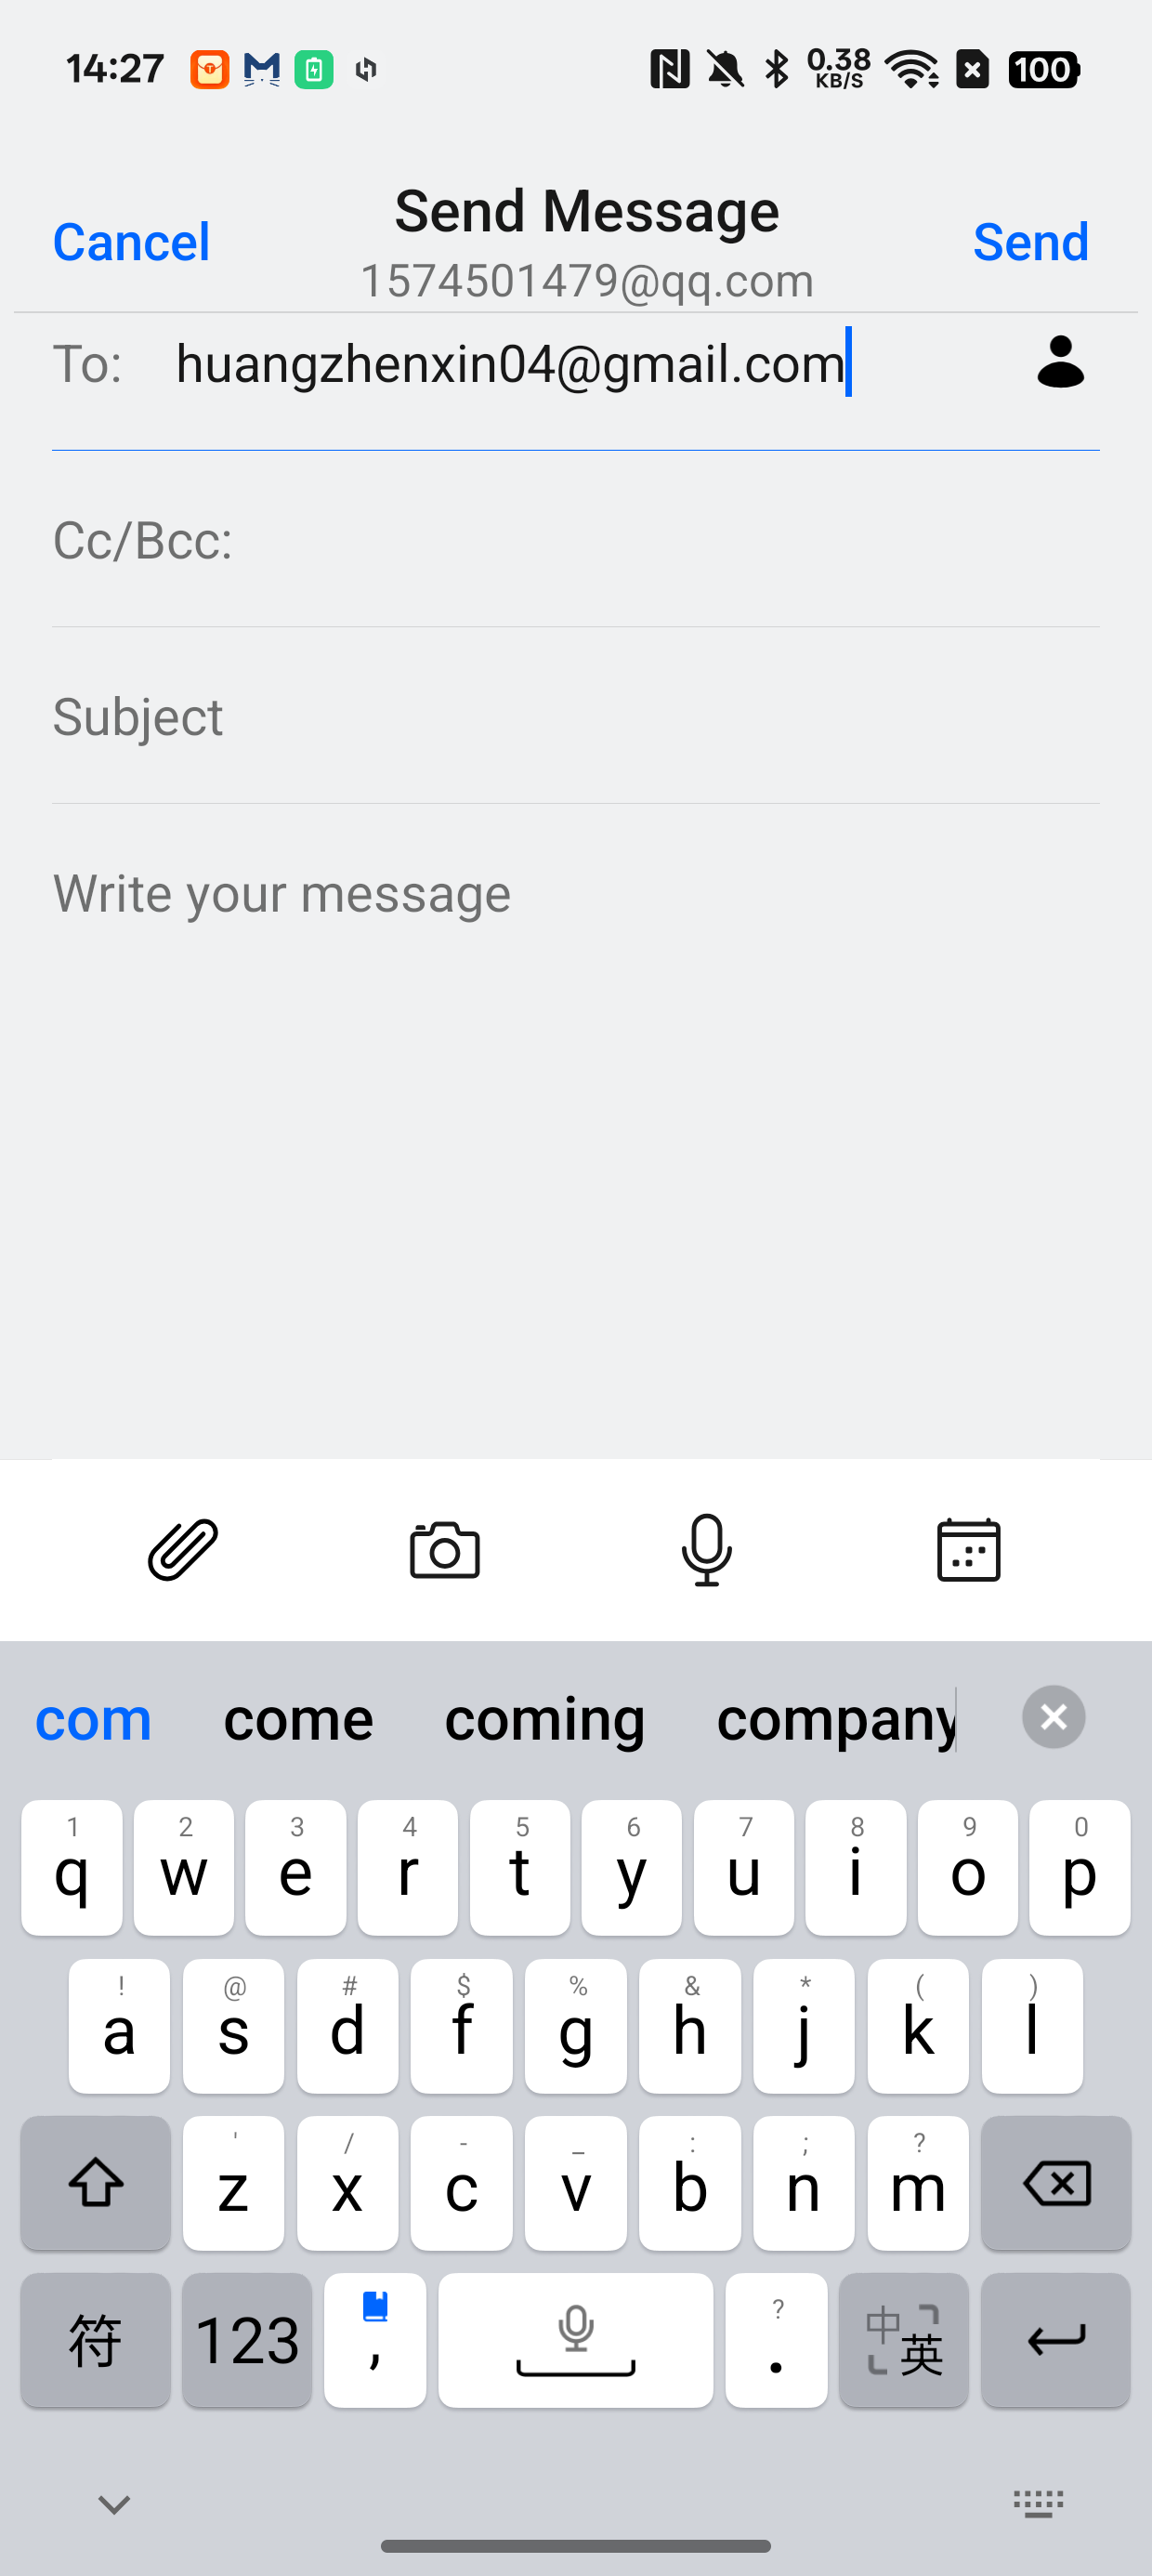 14:27
0.38
KB/S
100
Cancel
Send Message
Send
1574501479@qq.com
To: huangzhenxin04@gmail.com
Cc/Bcc:
Subject
Write your message
com come coming company
1 2 3 4 5 6 7 8 9 0
q w e r t y u i o p
! @ # $ % & * ( )
a s d f g h j k l
' / - _ : ; ?
z x c v b n m
?
符 123 , . 中 英